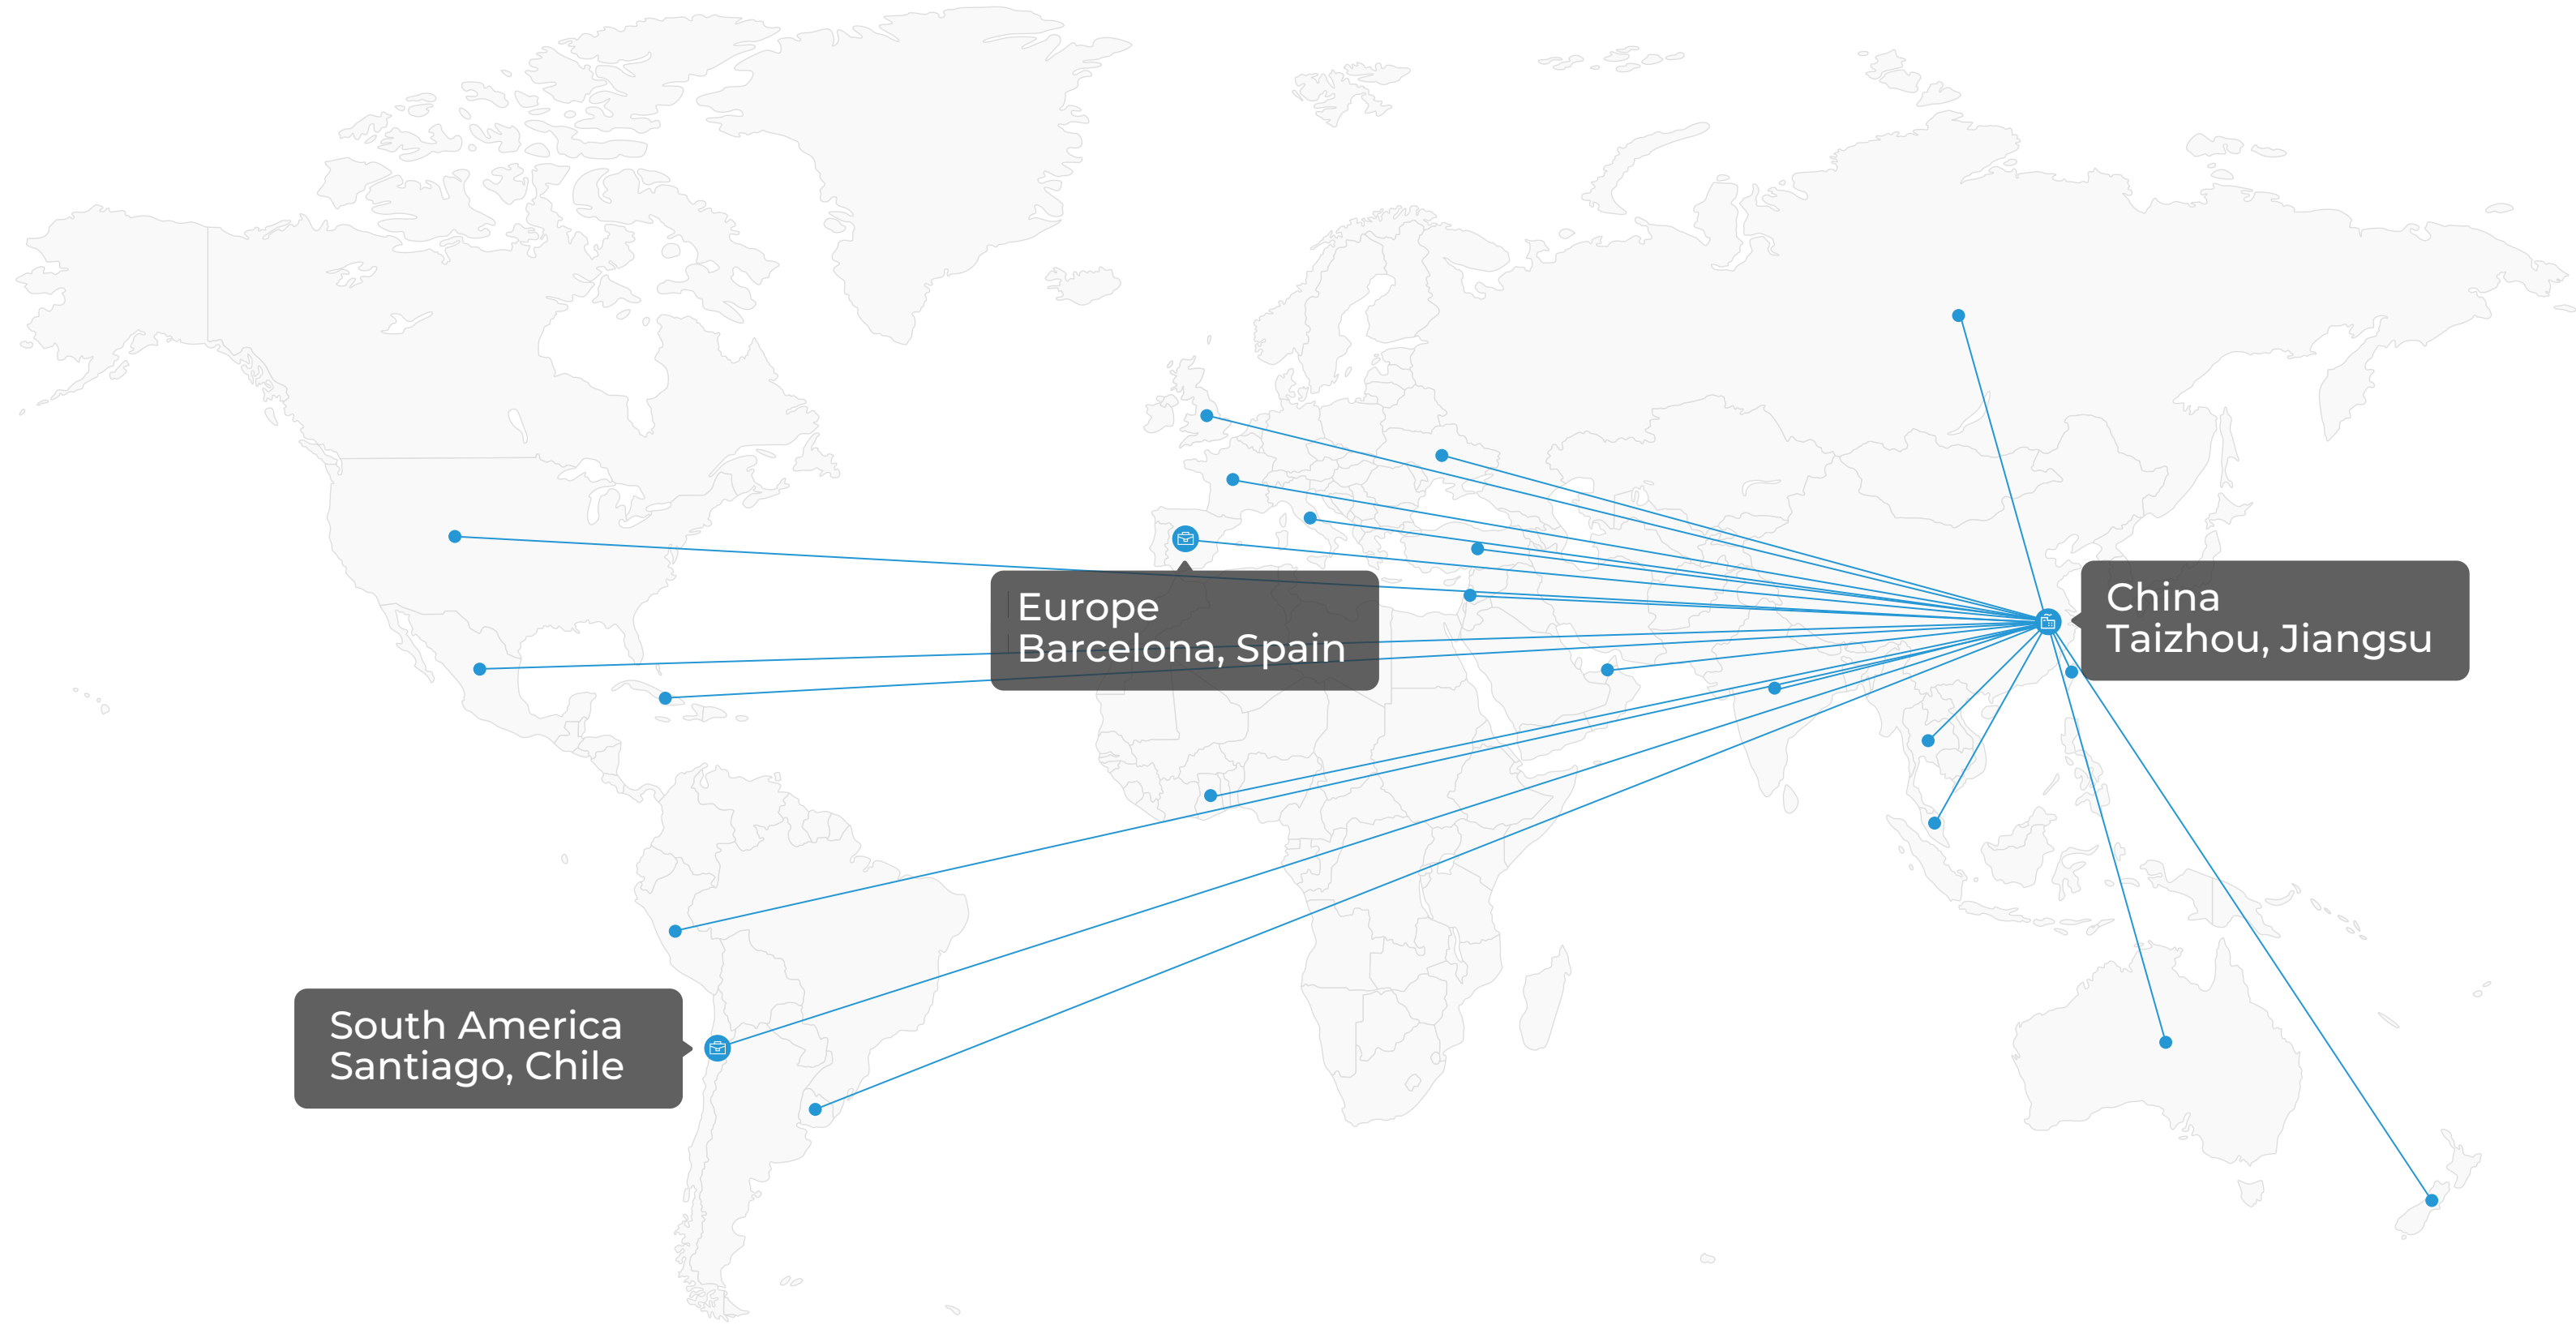 Europe
Barcelona, Spain
China
Taizhou, Jiangsu
South America
Santiago, Chile